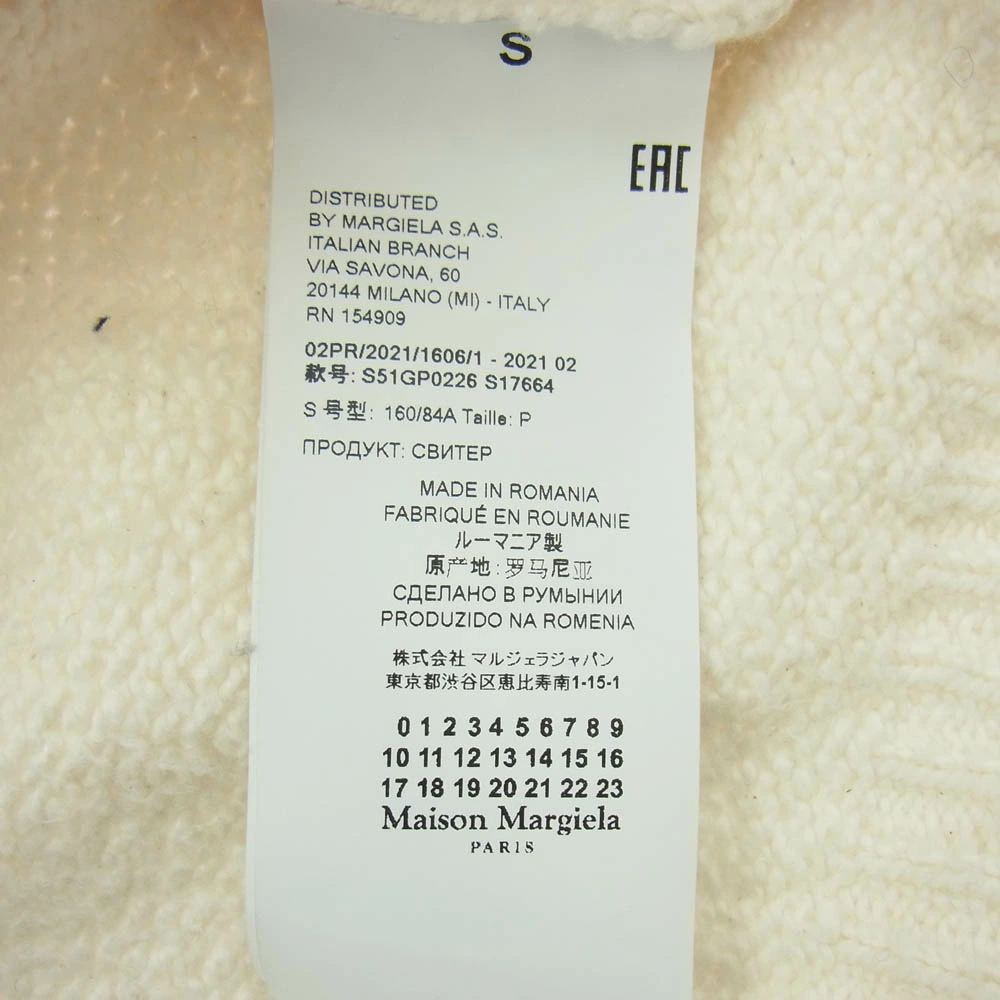 S
EAC
DISTRIBUTED
BY MARGIELA S.A.S.
ITALIAN BRANCH
VIA SAVONA, 60
20144 MILANO (MI) - ITALY
RN 154909
02PR/2021/1606/1 - 2021 02
款号: S51GP0226 S17664
S 号型: 160/84A Taille: P
ПРОДУКТ: СВИТЕР
MADE IN ROMANIA
FABRIQUÉ EN ROUMANIE
ルーマニア製
原产地: 罗马尼亚
СДЕЛАНО В РУМЫНИИ
PRODUZIDO NA ROMENIA
株式会社 マルジェラジャパン
東京都渋谷区恵比寿南1-15-1
0 1 2 3 4 5 6 7 8 9
10 11 12 13 14 15 16
17 18 19 20 21 22 23
Maison Margiela
PARIS